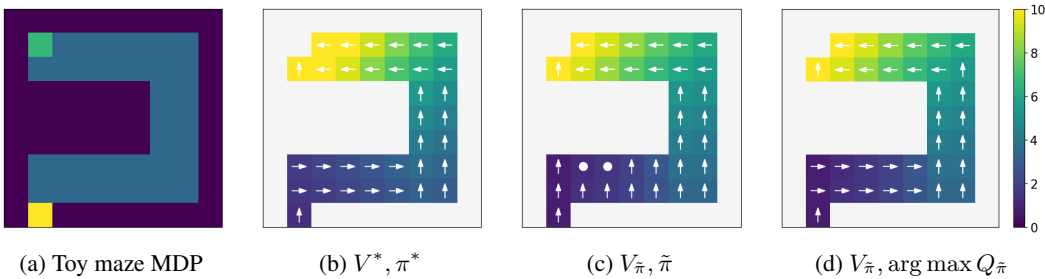 10
8
6
4
2
0
(a) Toy maze MDP
(b) V*, π*
(c) V_π̃, π̃
(d) V_π̃, arg max Q_π̃